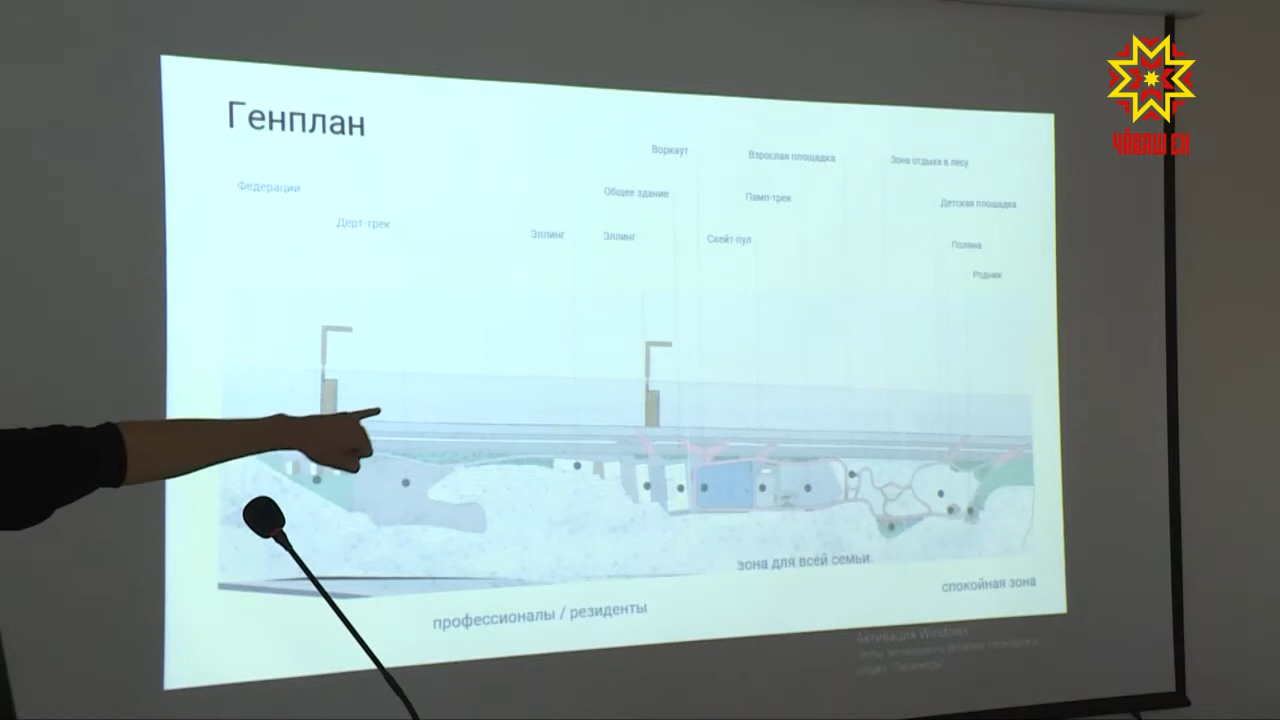 Генплан
ЧӐВАШ ЕН
Воркаут
Взрослая площадка
Зона отдыха в лесу
Федерации
Общее здание
Памп-трек
Детская площадка
Дерт трек
Эллинг
Эллинг
Скейт-пул
Поляна
Родник
зона для всей семьи
спокойная зона
профессионалы / резиденты
Активация Windows